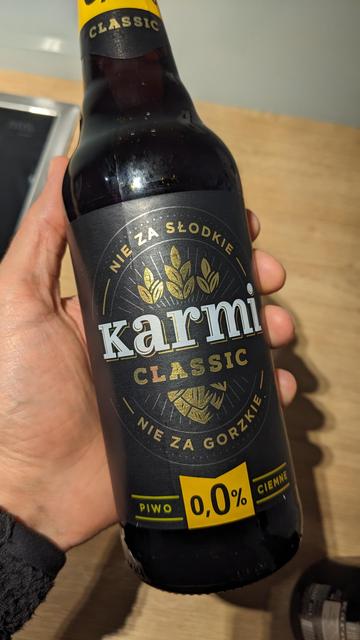 CLASSIC
NIE ZA SŁODKIE
Karmi
CLASSIC
NIE ZA GORZKIE
PIWO
0,0%
CIEMNE